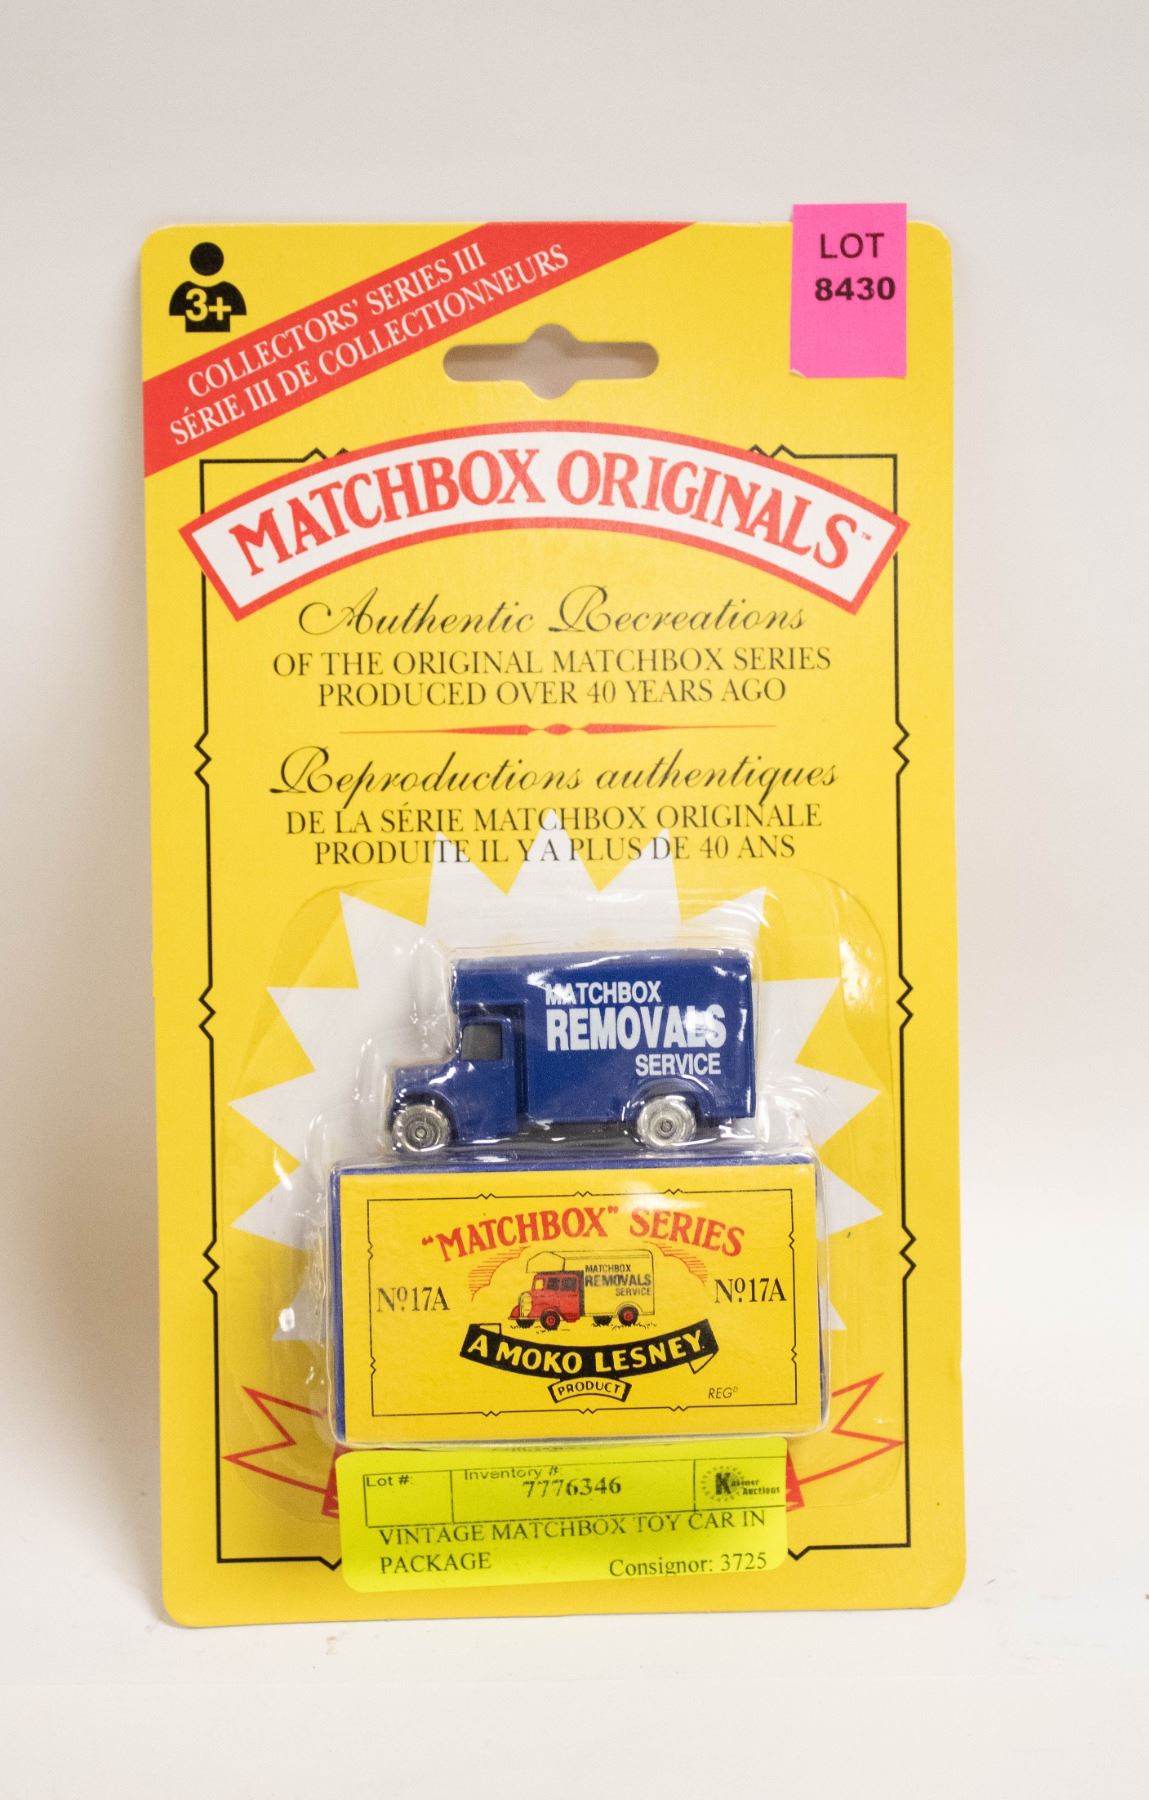 LOT
8430
3+
COLLECTORS' SERIES III
SÉRIE III DE COLLECTIONNEURS
MATCHBOX ORIGINALS™
Authentic Recreations
OF THE ORIGINAL MATCHBOX SERIES
PRODUCED OVER 40 YEARS AGO
Reproductions authentiques
DE LA SÉRIE MATCHBOX ORIGINALE
PRODUITE IL Y A PLUS DE 40 ANS
MATCHBOX
REMOVALS
SERVICE
"MATCHBOX" SERIES
MATCHBOX
REMOVALS
SERVICE
Nº17A
Nº17A
A MOKO LESNEY
PRODUCT
REGD
Lot #:
Inventory #:
7776346
Kastner
Auctions
VINTAGE MATCHBOX TOY CAR IN
PACKAGE
Consignor: 3725